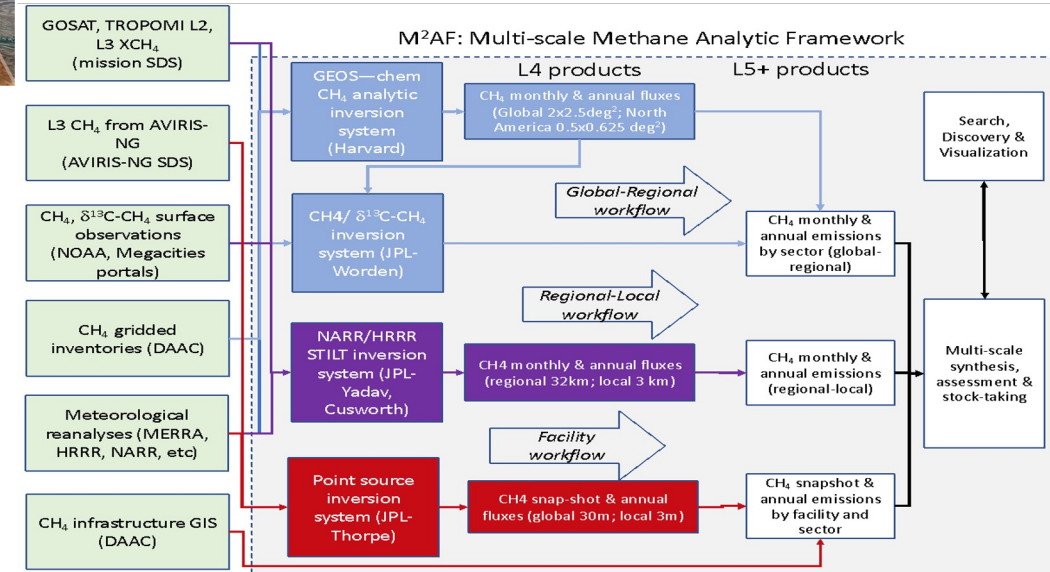 M²AF: Multi-scale Methane Analytic Framework
GOSAT, TROPOMI L2,
L3 XCH₄
(mission SDS)
L3 CH₄ from AVIRIS-
NG
(AVIRIS-NG SDS)
CH₄, δ¹³C-CH₄ surface
observations
(NOAA, Megacities
portals)
CH₄ gridded
inventories (DAAC)
Meteorological
reanalyses (MERRA,
HRRR, NARR, etc)
CH₄ infrastructure GIS
(DAAC)
L4 products
L5+ products
GEOS—chem
CH₄ analytic
inversion
system
(Harvard)
CH₄ monthly & annual fluxes
(Global 2x2.5deg²; North
America 0.5x0.625 deg²)
Global-Regional
workflow
CH4/ δ¹³C-CH₄
inversion
system (JPL-
Worden)
CH₄ monthly &
annual emissions
by sector (global-
regional)
Regional-Local
workflow
NARR/HRRR
STILT inversion
system (JPL-
Yadav,
Cusworth)
CH4 monthly & annual fluxes
(regional 32km; local 3 km)
CH₄ monthly &
annual emissions
(regional-local)
Facility
workflow
Point source
inversion
system (JPL-
Thorpe)
CH4 snap-shot & annual
fluxes (global 30m; local 3m)
CH₄ snapshot &
annual emissions
by facility and
sector
Search,
Discovery &
Visualization
Multi-scale
synthesis,
assessment &
stock-taking